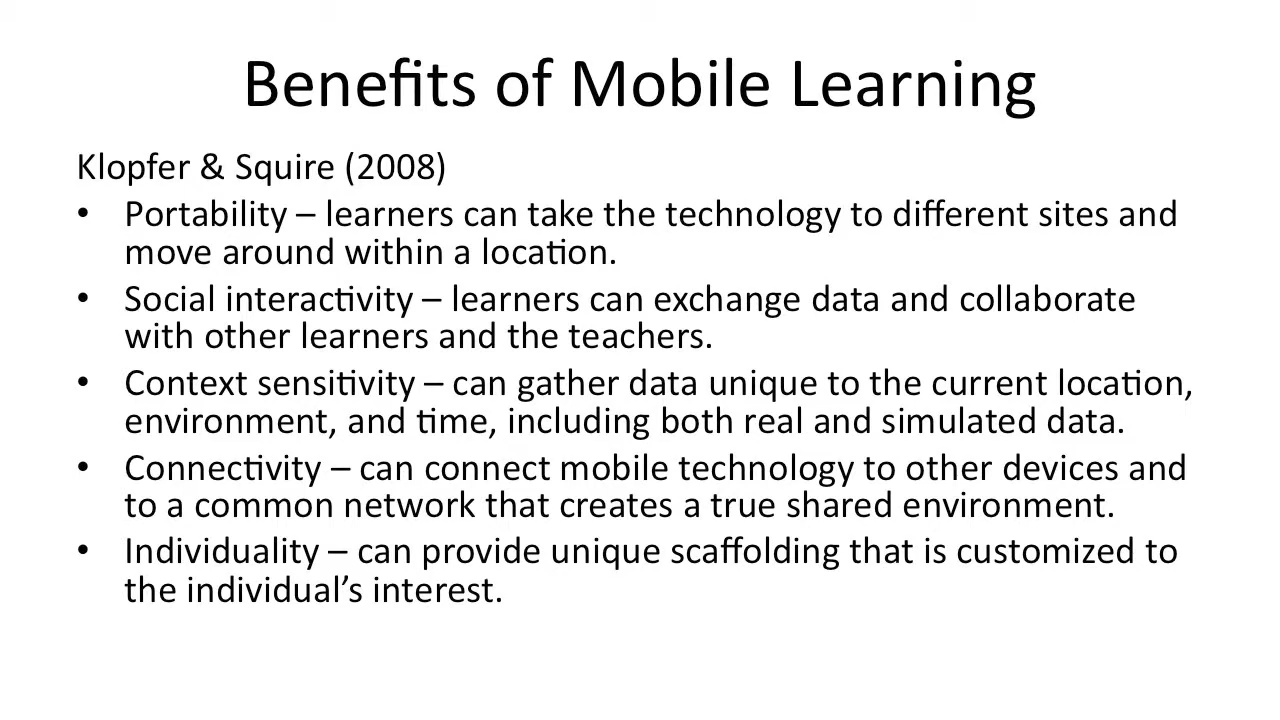 Benefits of Mobile Learning
Klopfer & Squire (2008)
• Portability – learners can take the technology to different sites and
move around within a location.
• Social interactivity – learners can exchange data and collaborate
with other learners and the teachers.
• Context sensitivity – can gather data unique to the current location,
environment, and time, including both real and simulated data.
• Connectivity – can connect mobile technology to other devices and
to a common network that creates a true shared environment.
• Individuality – can provide unique scaffolding that is customized to
the individual’s interest.